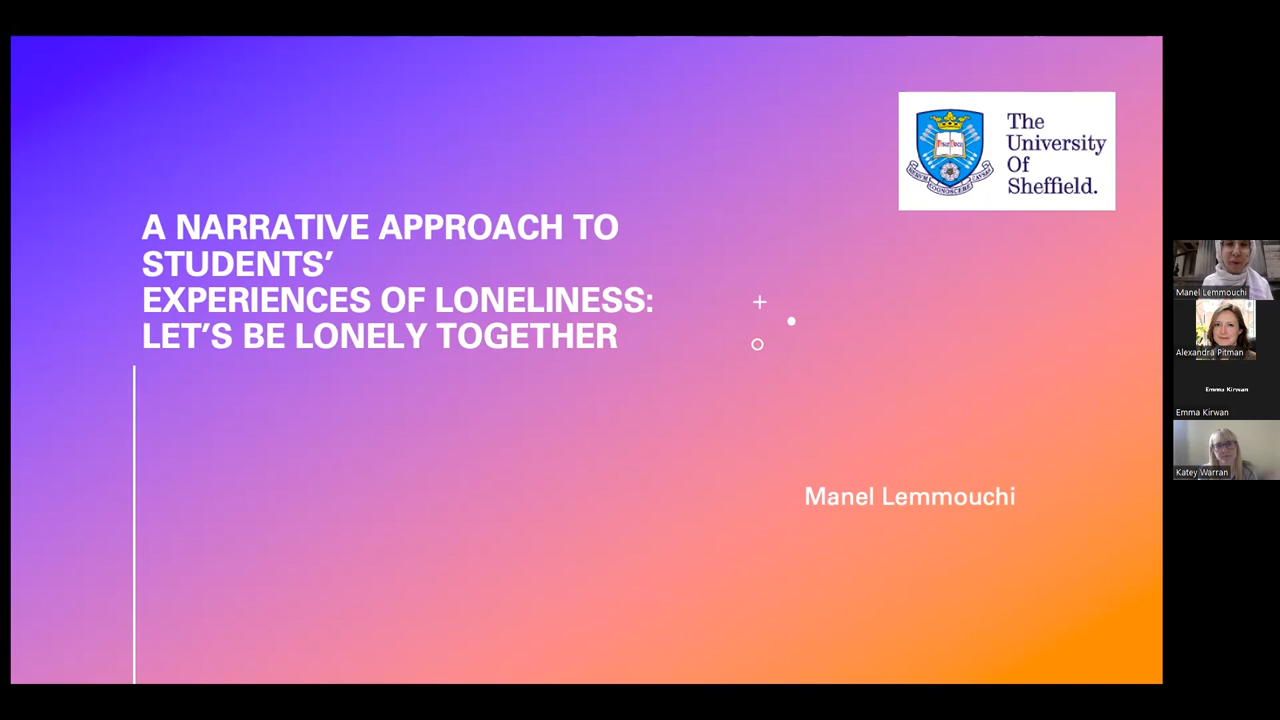 The
University
Of
Sheffield.
A NARRATIVE APPROACH TO
STUDENTS’
EXPERIENCES OF LONELINESS:
LET’S BE LONELY TOGETHER
Manel Lemmouchi
Manel Lemmouchi
Alexandra Pitman
Emma Kirwan
Emma Kirwan
Katey Warran